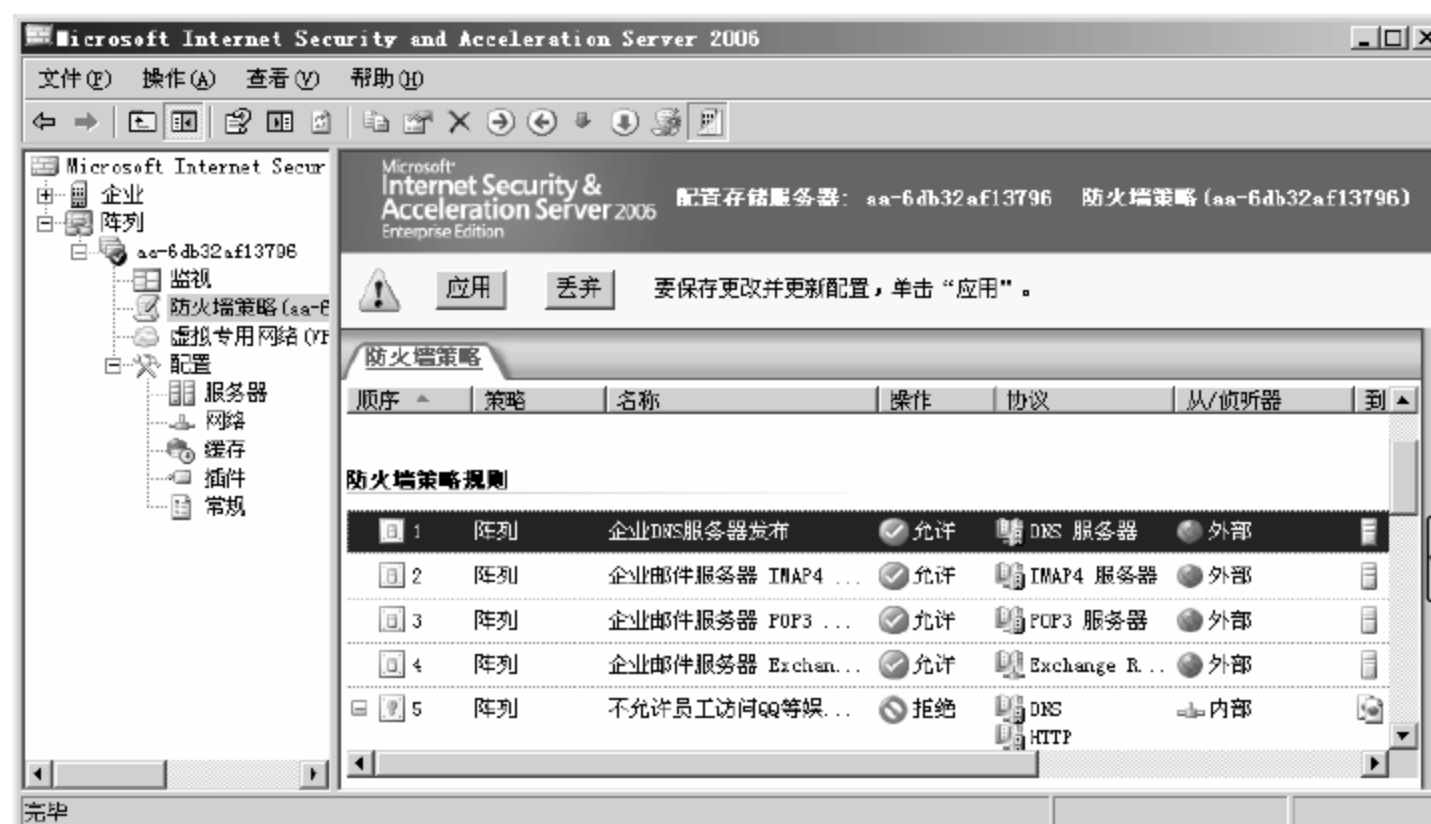 Microsoft Internet Security and Acceleration Server 2006
文件(F) 操作(A) 查看(V) 帮助(H)
Microsoft Internet Secur
企业
阵列
aa-6db32af13796
监视
防火墙策略(aa-6
虚拟专用网络(VP
配置
服务器
网络
缓存
插件
常规
Microsoft
Internet Security &
Acceleration Server 2006
Enterprise Edition
配置存储服务器: aa-6db32af13796 防火墙策略(aa-6db32af13796)
应用 丢弃 要保存更改并更新配置,单击“应用”。
防火墙策略
顺序 策略 名称 操作 协议 从/侦听器 到
防火墙策略规则
1 阵列 企业DNS服务器发布 允许 DNS 服务器 外部
2 阵列 企业邮件服务器 IMAP4 ... 允许 IMAP4 服务器 外部
3 阵列 企业邮件服务器 POP3 ... 允许 POP3 服务器 外部
4 阵列 企业邮件服务器 Exchan... 允许 Exchange R... 外部
5 阵列 不允许员工访问QQ等娱... 拒绝 DNS 内部
HTTP
完毕